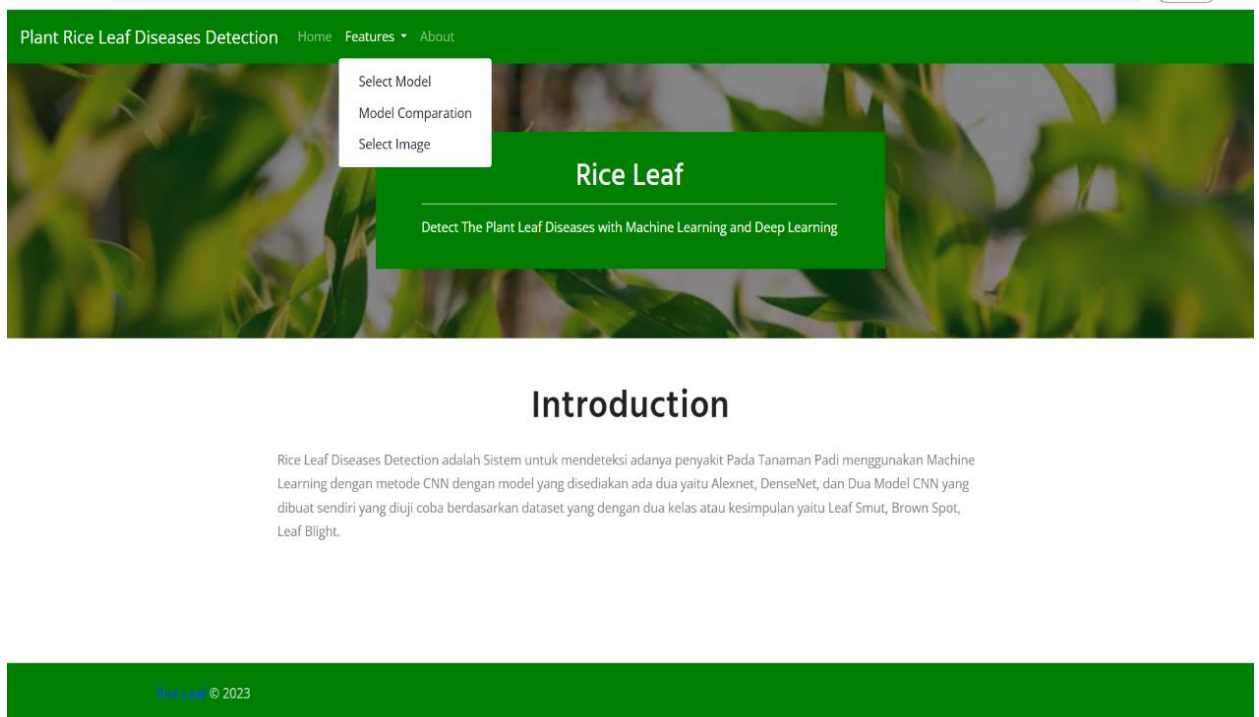 Plant Rice Leaf Diseases Detection Home Features About
Select Model
Model Comparation
Select Image
Rice Leaf
Detect The Plant Leaf Diseases with Machine Learning and Deep Learning
Introduction
Rice Leaf Diseases Detection adalah Sistem untuk mendeteksi adanya penyakit Pada Tanaman Padi menggunakan Machine
Learning dengan metode CNN dengan model yang disediakan ada dua yaitu Alexnet, DenseNet, dan Dua Model CNN yang
dibuat sendiri yang diuji coba berdasarkan dataset yang dengan dua kelas atau kesimpulan yaitu Leaf Smut, Brown Spot,
Leaf Blight.
Rice Leaf © 2023